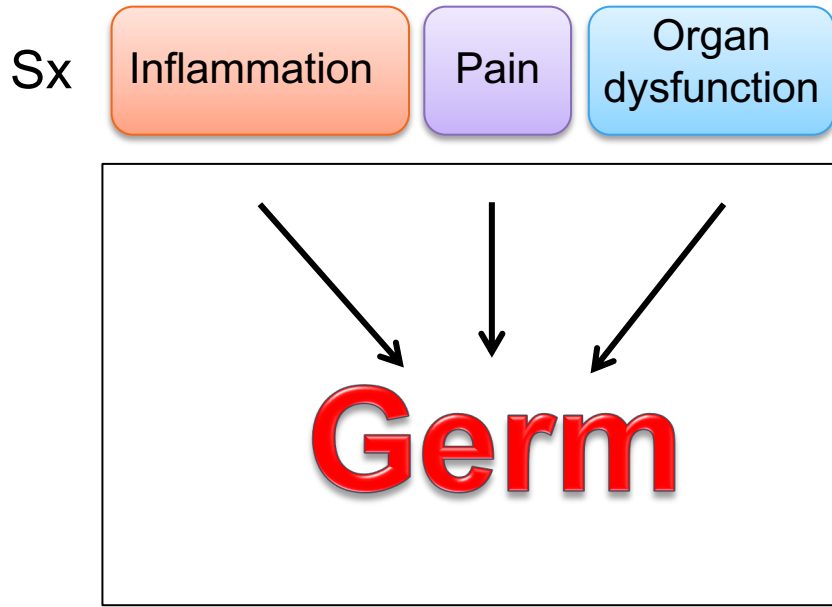 Sx
Inflammation
Pain
Organ
dysfunction
Germ